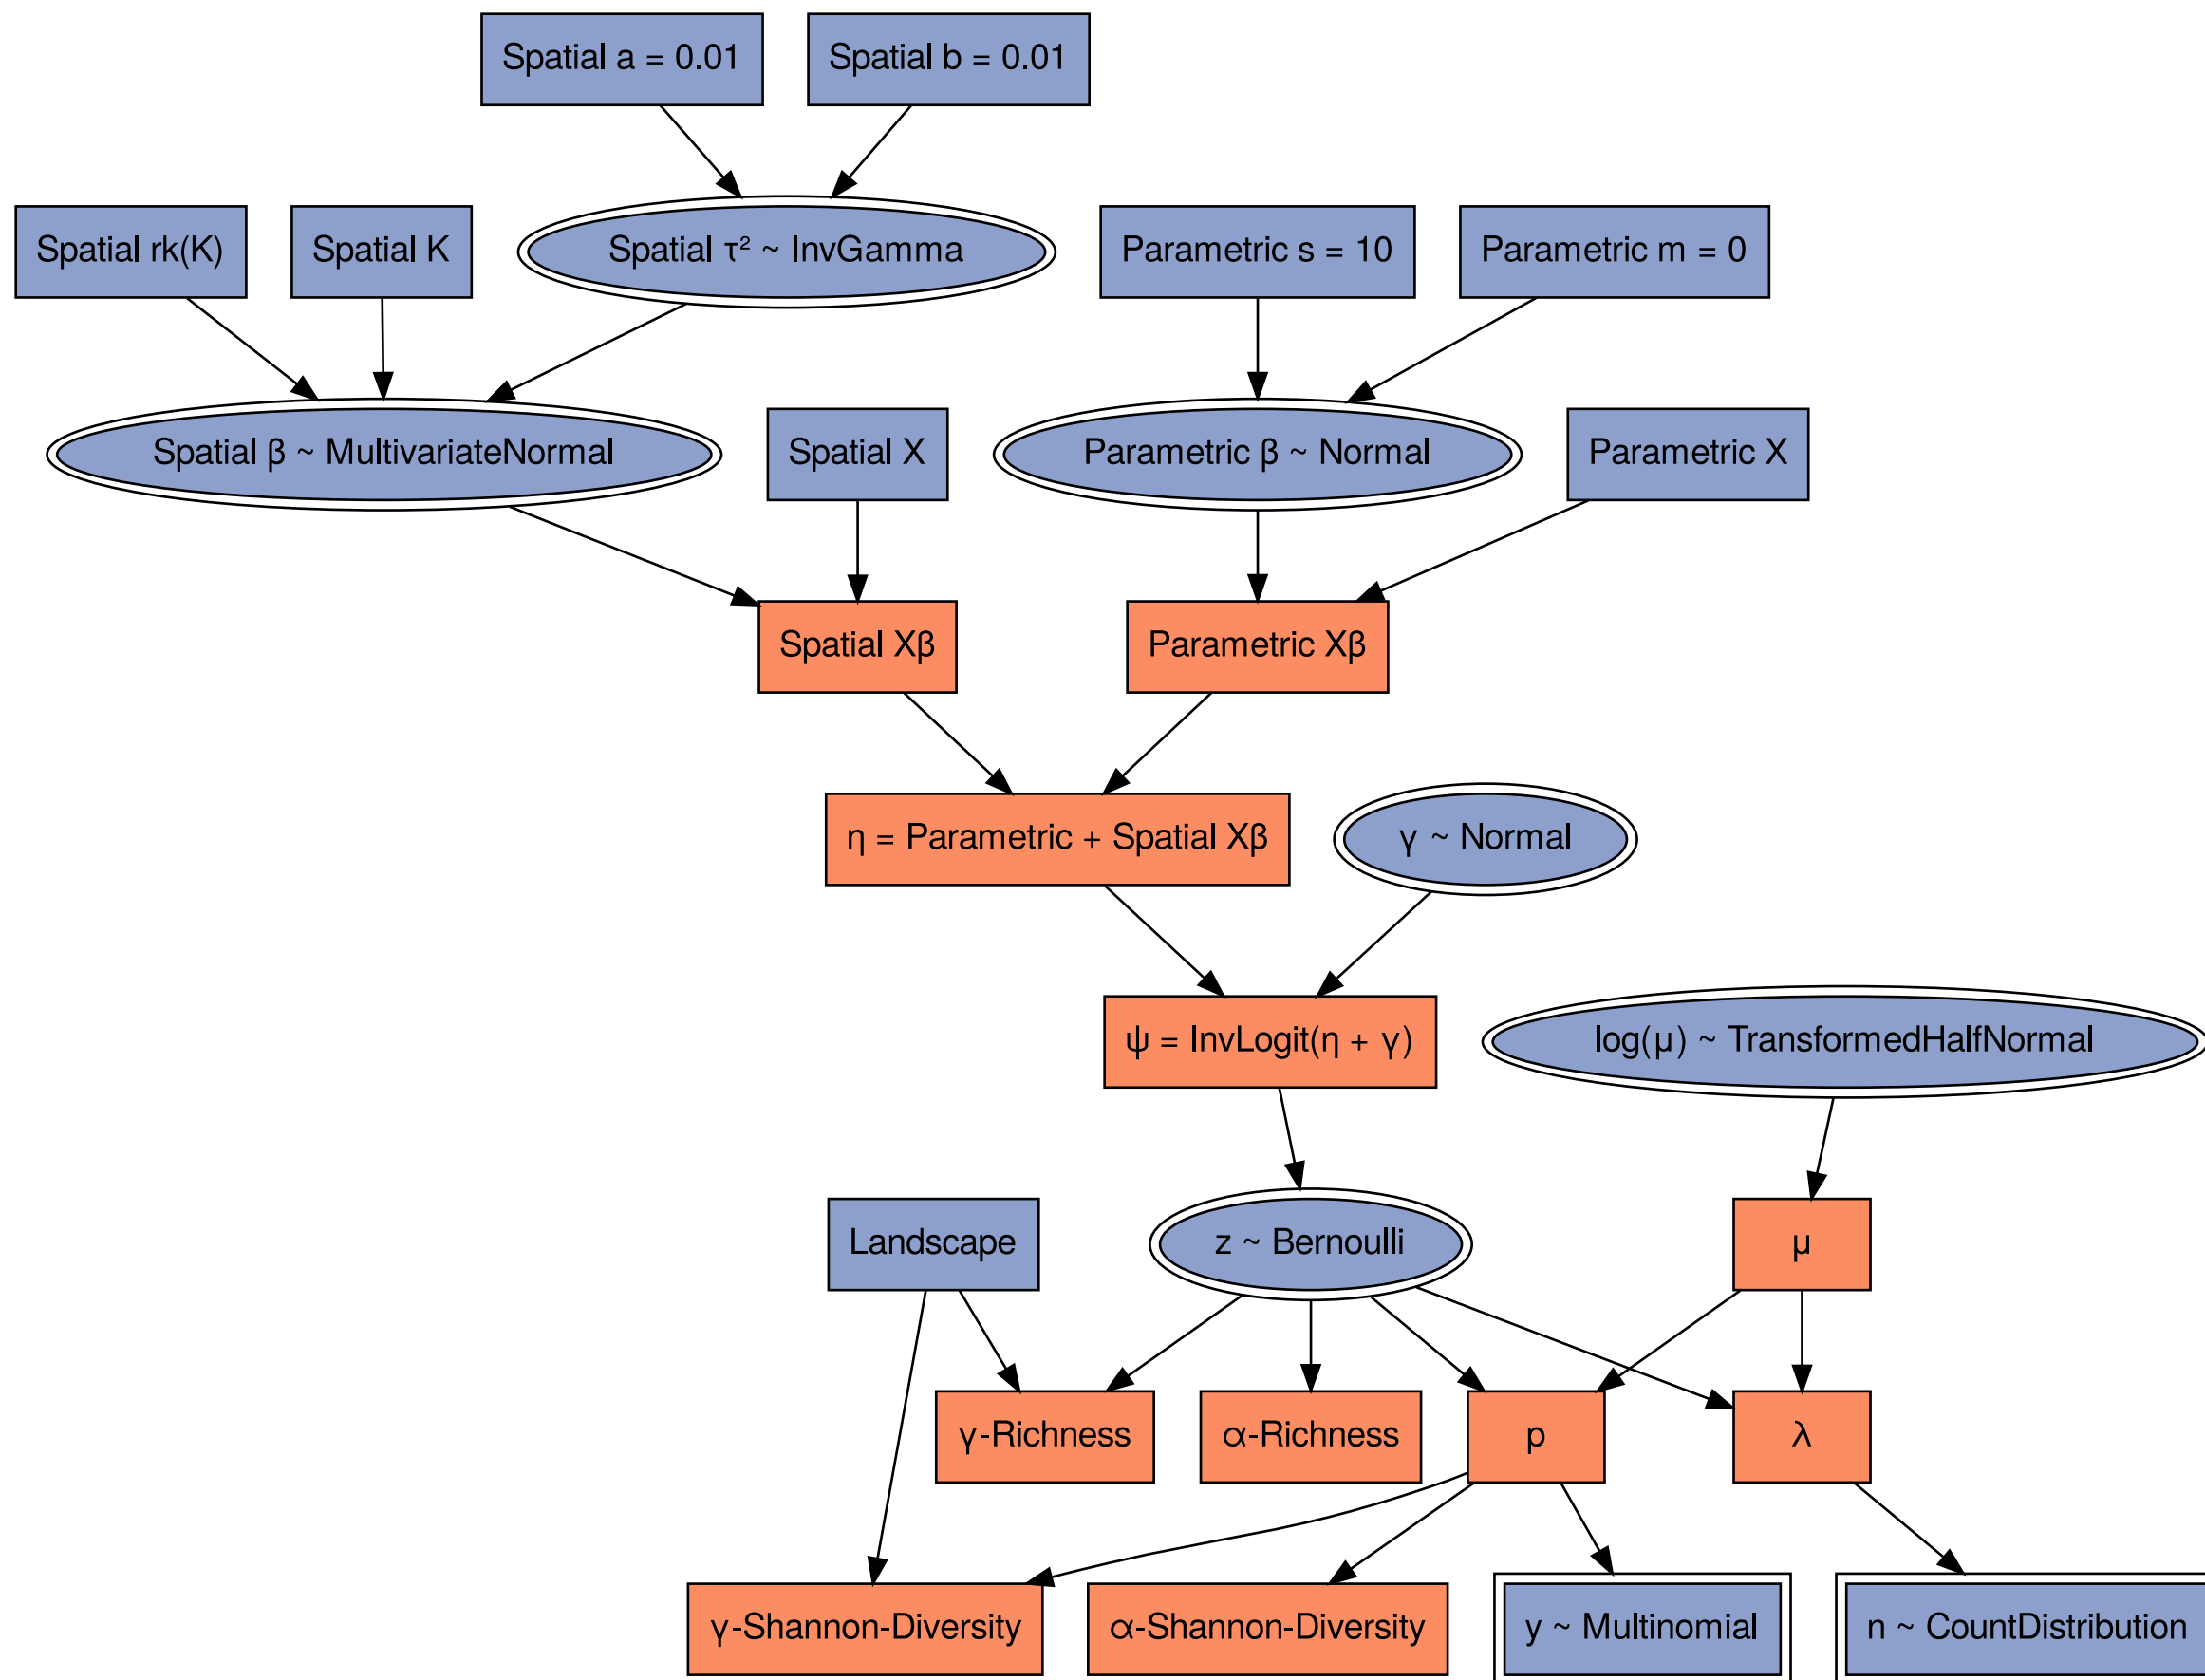 Spatial a = 0.01
Spatial b = 0.01
Spatial rk(K)
Spatial K
Spatial τ² ~ InvGamma
Parametric s = 10
Parametric m = 0
Spatial β ~ MultivariateNormal
Spatial X
Parametric β ~ Normal
Parametric X
Spatial Xβ
Parametric Xβ
η = Parametric + Spatial Xβ
γ ~ Normal
ψ = InvLogit(η + γ)
log(μ) ~ TransformedHalfNormal
Landscape
z ~ Bernoulli
μ
γ-Richness
α-Richness
p
λ
γ-Shannon-Diversity
α-Shannon-Diversity
y ~ Multinomial
n ~ CountDistribution